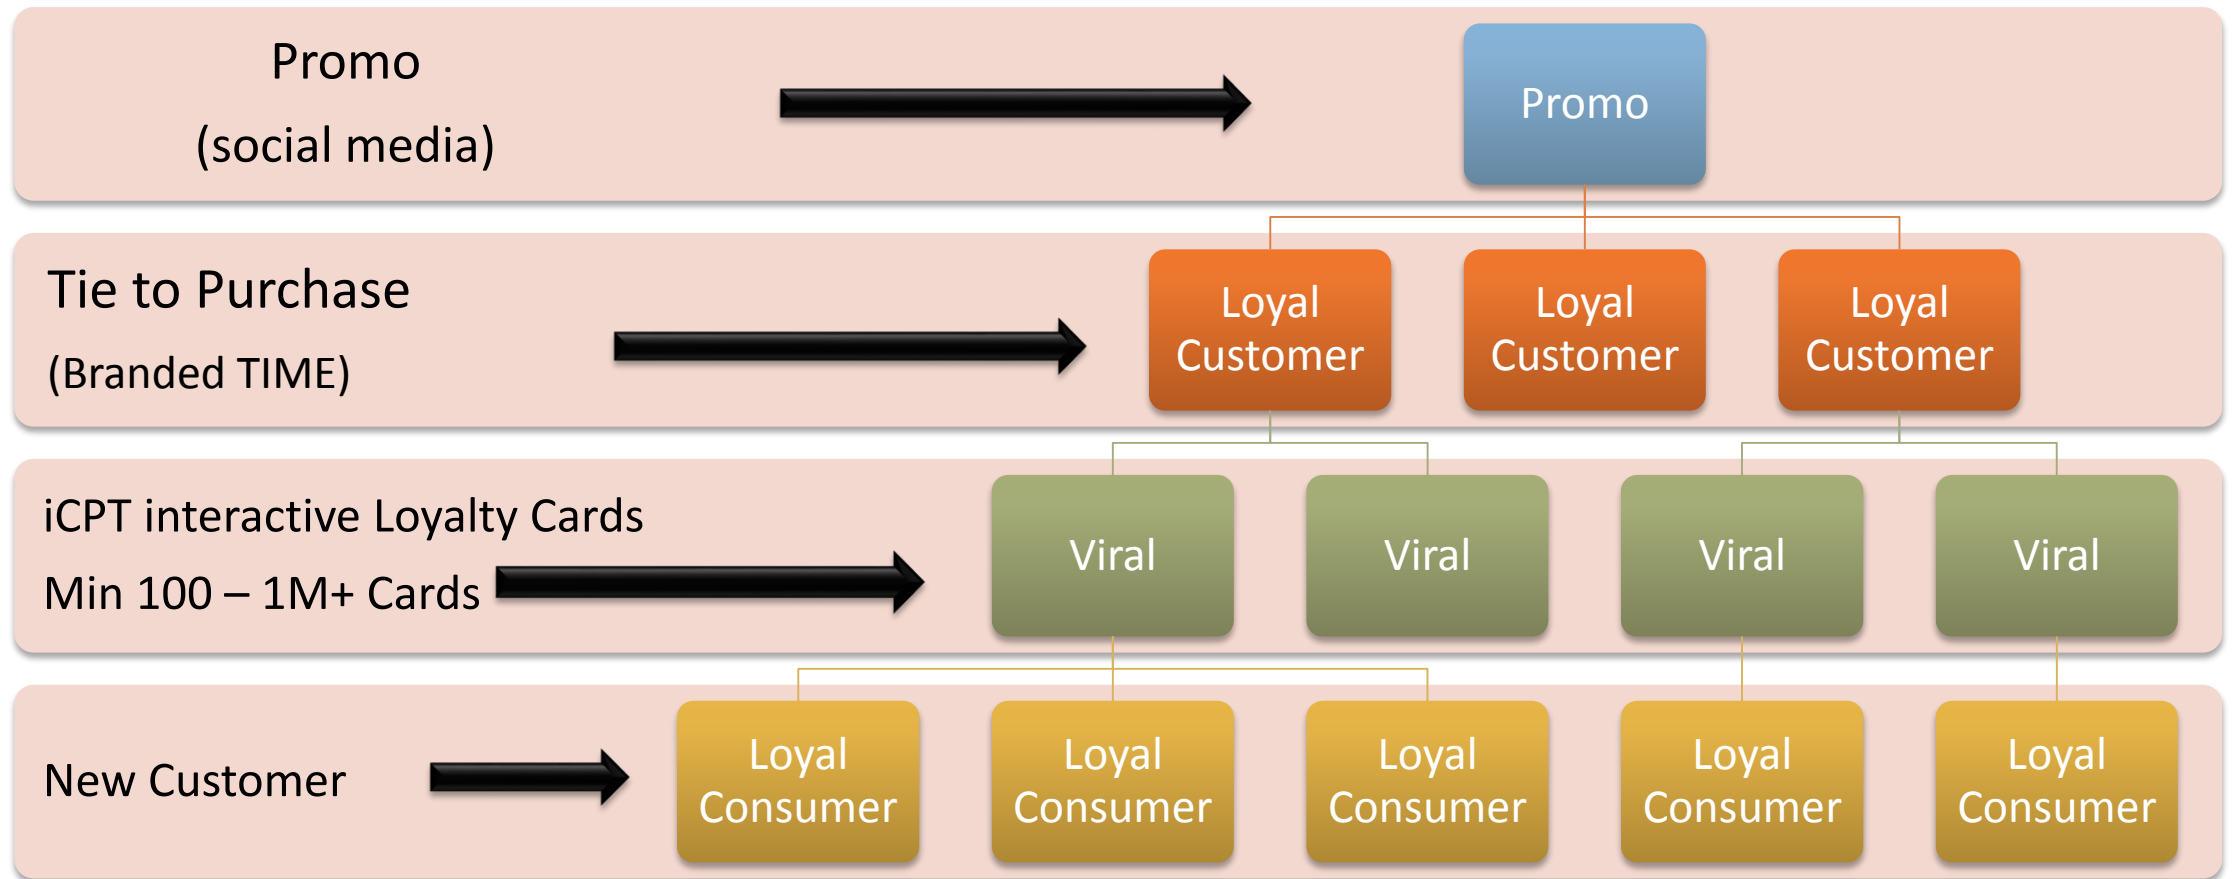 Promo
(social media)
Promo
Tie to Purchase
(Branded TIME)
Loyal
Customer
Loyal
Customer
Loyal
Customer
iCPT interactive Loyalty Cards
Min 100 – 1M+ Cards
Viral
Viral
Viral
Viral
New Customer
Loyal
Consumer
Loyal
Consumer
Loyal
Consumer
Loyal
Consumer
Loyal
Consumer